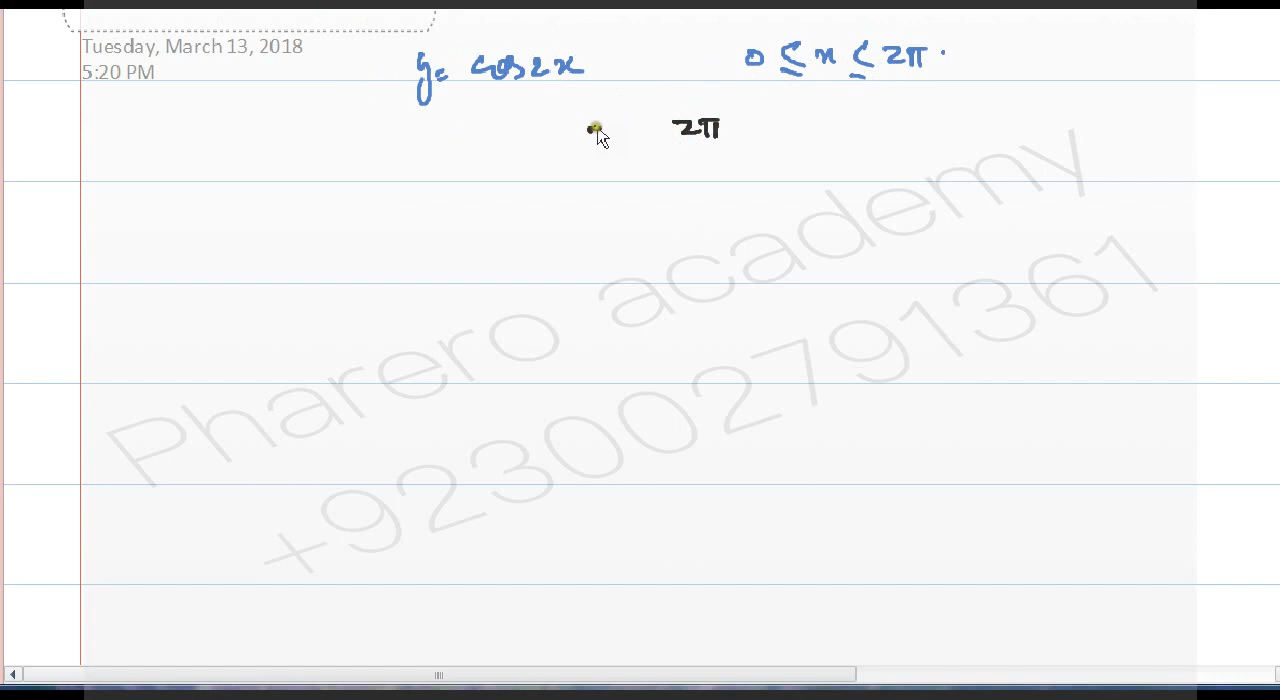 Tuesday, March 13, 2018
5:20 PM
y = cos2x 0 ≤ x ≤ 2π .
2π
Pharero academy
+923002791361